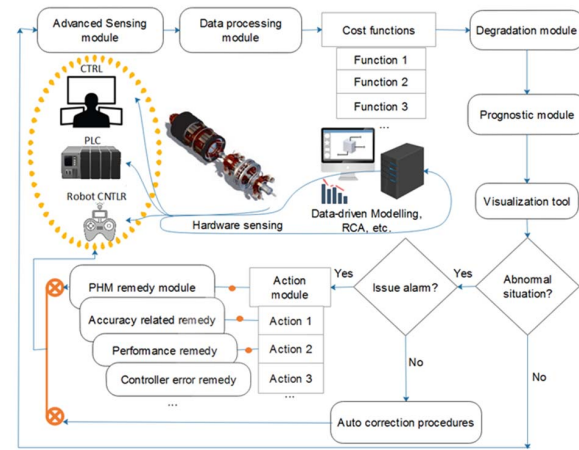 Advanced Sensing module
Data processing
module
Cost functions
Degradation module
Function 1
Function 2
Function 3
...
CTRL
PLC
Robot CNTLR
Hardware sensing
Data-driven Modelling,
RCA, etc.
Prognostic module
Visualization tool
Abnormal
situation?
Yes
Issue alarm?
Yes
Action
module
Action 1
Action 2
Action 3
...
PHM remedy module
Accuracy related remedy
Performance remedy
Controller error remedy
...
No
No
Auto correction procedures